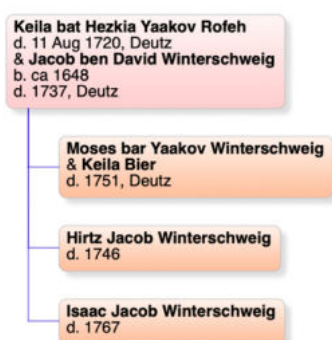 Keila bat Hezkia Yaakov Rofeh
d. 11 Aug 1720, Deutz
& Jacob ben David Winterschweig
b. ca 1648
d. 1737, Deutz
Moses bar Yaakov Winterschweig
& Keila Bier
d. 1751, Deutz
Hirtz Jacob Winterschweig
d. 1746
Isaac Jacob Winterschweig
d. 1767